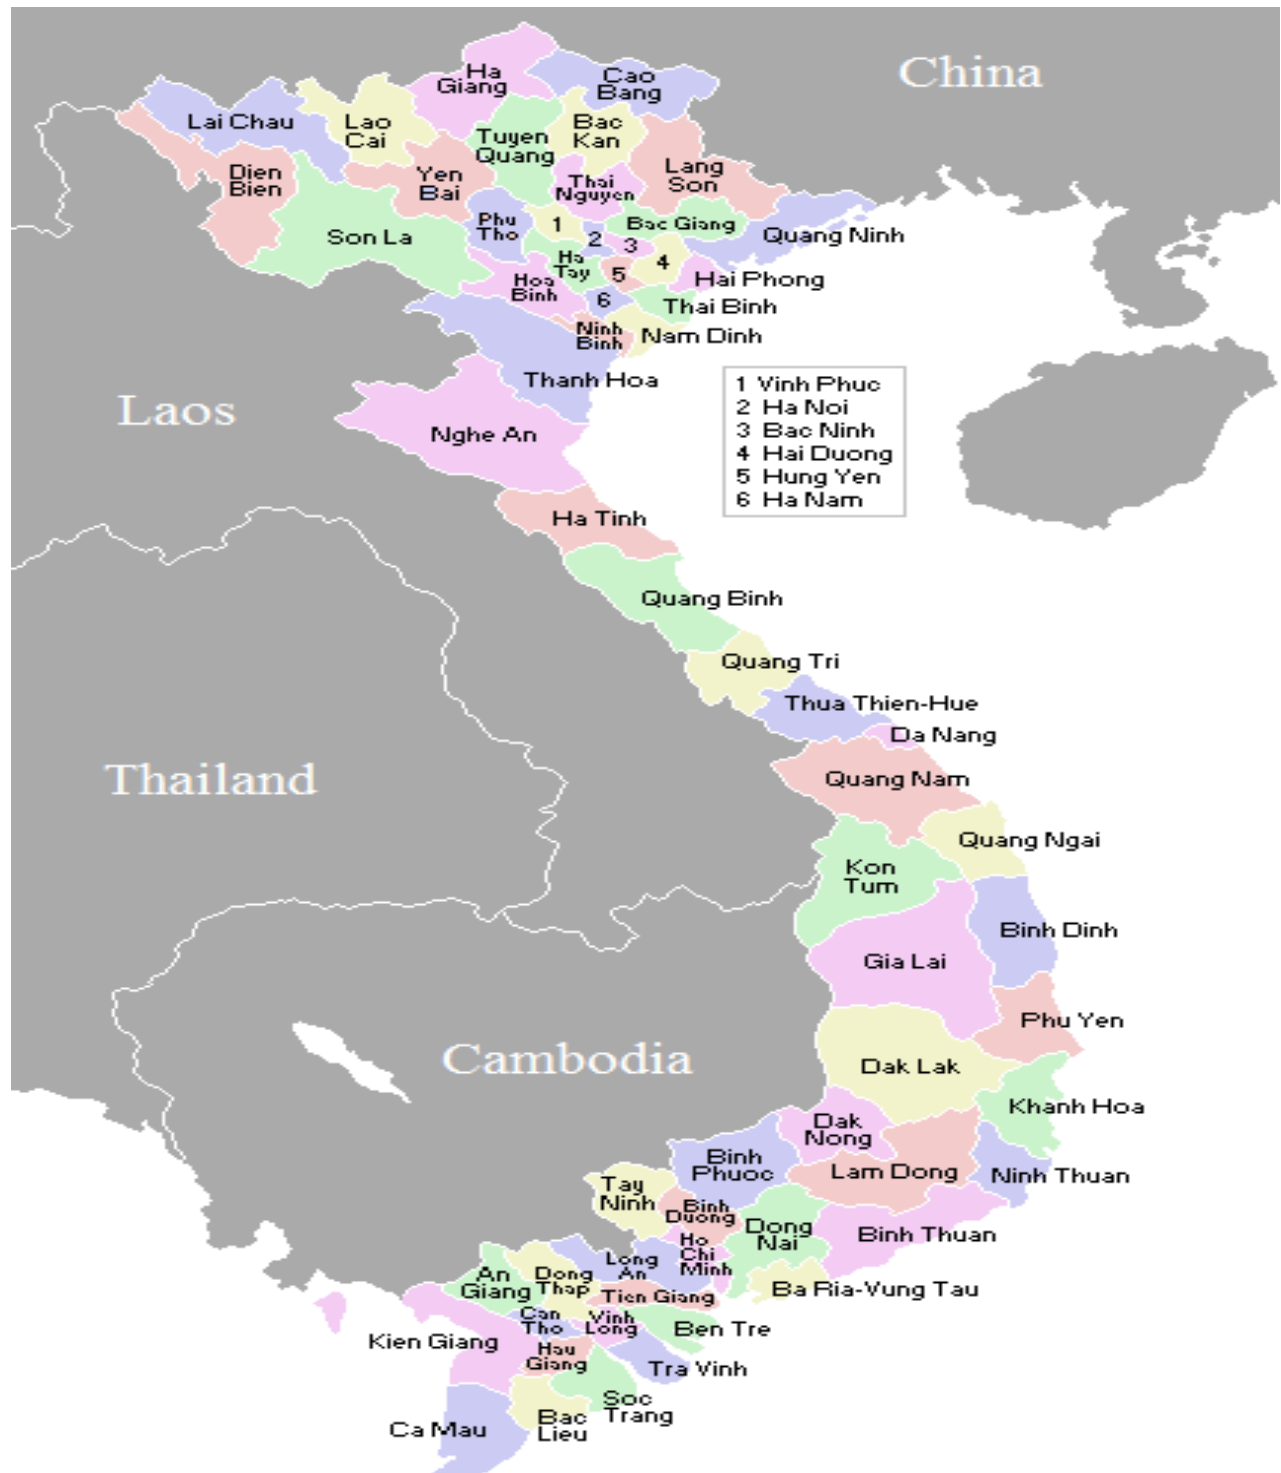 China
Ha
Giang
Cao
Bang
Lai Chau
Lao
Cai
Tuyen
Quang
Bac
Kan
Dien
Bien
Yen
Bai
Lang
Son
Thai
Nguyen
Son La
Phu
Tho
1
2
3
Bac Giang
Quang Ninh
Ha
Tay
5
4
Hai Phong
Hoa
Binh
6
Thai Binh
Ninh
Binh
Nam Dinh
Thanh Hoa
Laos
Nghe An
1 Vinh Phuc
2 Ha Noi
3 Bac Ninh
4 Hai Duong
5 Hung Yen
6 Ha Nam
Ha Tinh
Quang Binh
Quang Tri
Thua Thien-Hue
Da Nang
Thailand
Quang Nam
Quang Ngai
Kon
Tum
Binh Dinh
Gia Lai
Phu Yen
Cambodia
Dak Lak
Khanh Hoa
Dak
Nong
Binh
Phuoc
Lam Dong
Ninh Thuan
Tay
Ninh
Binh
Duong
Dong
Nai
Binh Thuan
Ho
Chi
Minh
Long
An
An
Giang
Dong
Thap
Tien Giang
Ba Ria-Vung Tau
Can
Tho
Vinh
Long
Ben Tre
Kien Giang
Hau
Giang
Tra Vinh
Soc
Trang
Bac
Lieu
Ca Mau